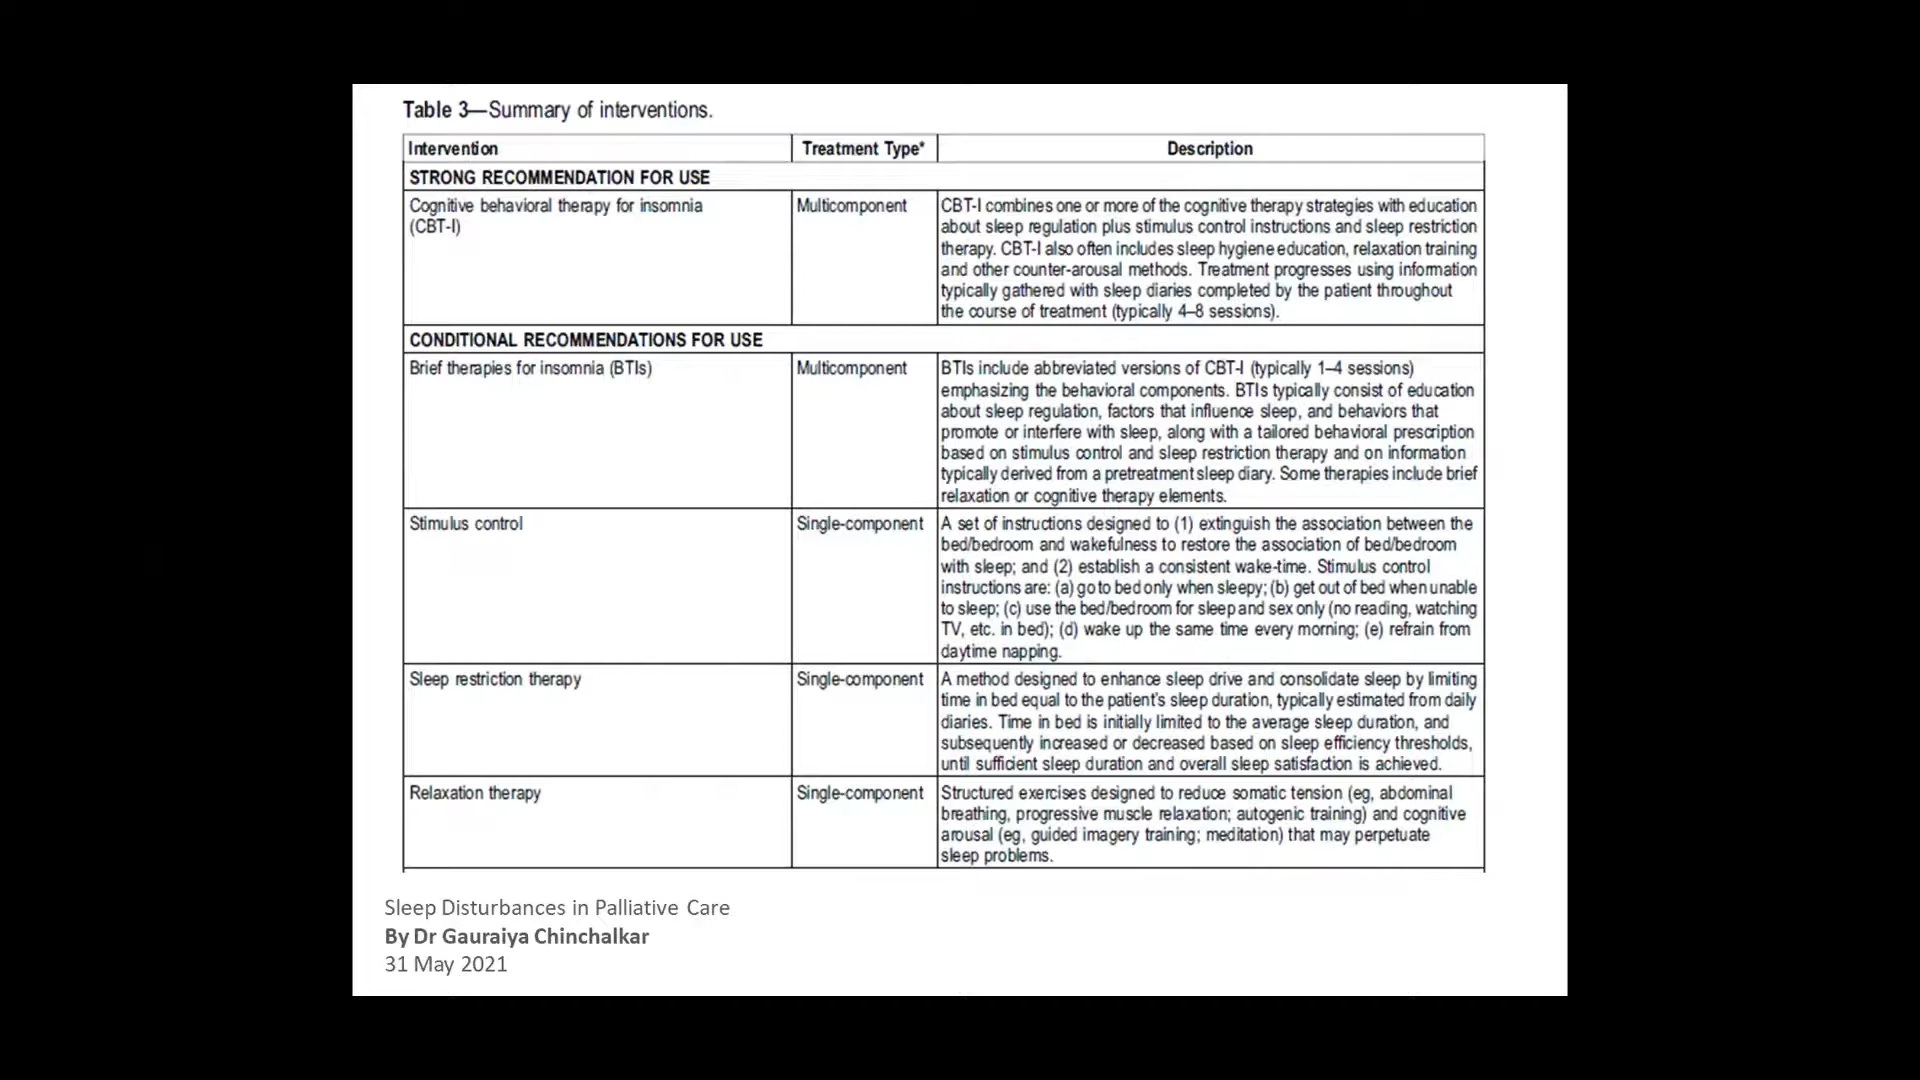 Table 3—Summary of interventions.
Intervention
Treatment Type*
Description
STRONG RECOMMENDATION FOR USE
Cognitive behavioral therapy for insomnia
(CBT-I)
Multicomponent
CBT-I combines one or more of the cognitive therapy strategies with education
about sleep regulation plus stimulus control instructions and sleep restriction
therapy. CBT-I also often includes sleep hygiene education, relaxation training
and other counter-arousal methods. Treatment progresses using information
typically gathered with sleep diaries completed by the patient throughout
the course of treatment (typically 4–8 sessions).
CONDITIONAL RECOMMENDATIONS FOR USE
Brief therapies for insomnia (BTIs)
Multicomponent
BTIs include abbreviated versions of CBT-I (typically 1–4 sessions)
emphasizing the behavioral components. BTIs typically consist of education
about sleep regulation, factors that influence sleep, and behaviors that
promote or interfere with sleep, along with a tailored behavioral prescription
based on stimulus control and sleep restriction therapy and on information
typically derived from a pretreatment sleep diary. Some therapies include brief
relaxation or cognitive therapy elements.
Stimulus control
Single-component
A set of instructions designed to (1) extinguish the association between the
bed/bedroom and wakefulness to restore the association of bed/bedroom
with sleep; and (2) establish a consistent wake-time. Stimulus control
instructions are: (a) go to bed only when sleepy; (b) get out of bed when unable
to sleep; (c) use the bed/bedroom for sleep and sex only (no reading, watching
TV, etc. in bed); (d) wake up the same time every morning; (e) refrain from
daytime napping.
Sleep restriction therapy
Single-component
A method designed to enhance sleep drive and consolidate sleep by limiting
time in bed equal to the patient's sleep duration, typically estimated from daily
diaries. Time in bed is initially limited to the average sleep duration, and
subsequently increased or decreased based on sleep efficiency thresholds,
until sufficient sleep duration and overall sleep satisfaction is achieved.
Relaxation therapy
Single-component
Structured exercises designed to reduce somatic tension (eg, abdominal
breathing, progressive muscle relaxation; autogenic training) and cognitive
arousal (eg, guided imagery training; meditation) that may perpetuate
sleep problems.
Sleep Disturbances in Palliative Care
By Dr Gauraiya Chinchalkar
31 May 2021